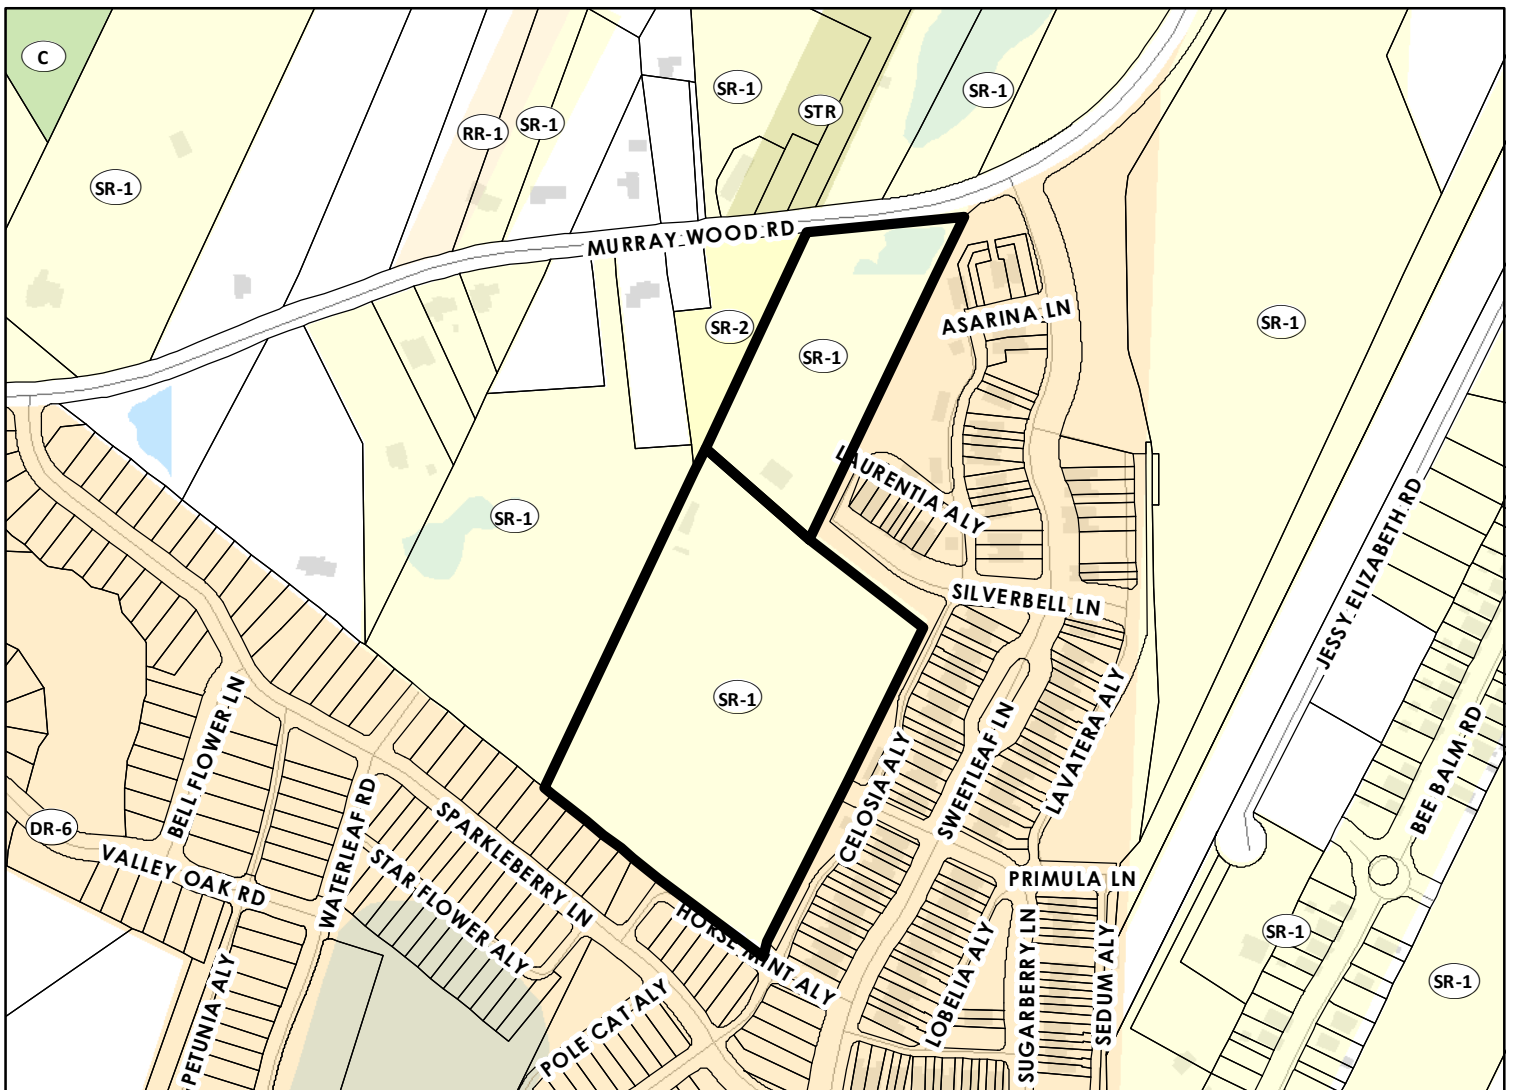 C
SR-1
STR
SR-1
RR-1
SR-1
SR-1
MURRAY WOOD RD
SR-2
ASARINA LN
SR-1
SR-1
LAURENTIA ALY
SR-1
JESSY ELIZABETH RD
SILVERBELL LN
SR-1
BELL FLOWER LN
CELOSIA ALY
SWEETLEAF LN
LAVATERA ALY
BEE BALM RD
DR-6
VALLEY OAK RD
WATERLEAF RD
SPARKLEBERRY LN
STAR FLOWER ALY
PRIMULA LN
HORSE MINT ALY
SR-1
SR-1
PETUNIA ALY
POLE CAT ALY
LOBELIA ALY
SUGARBERRY LN
SEDUM ALY